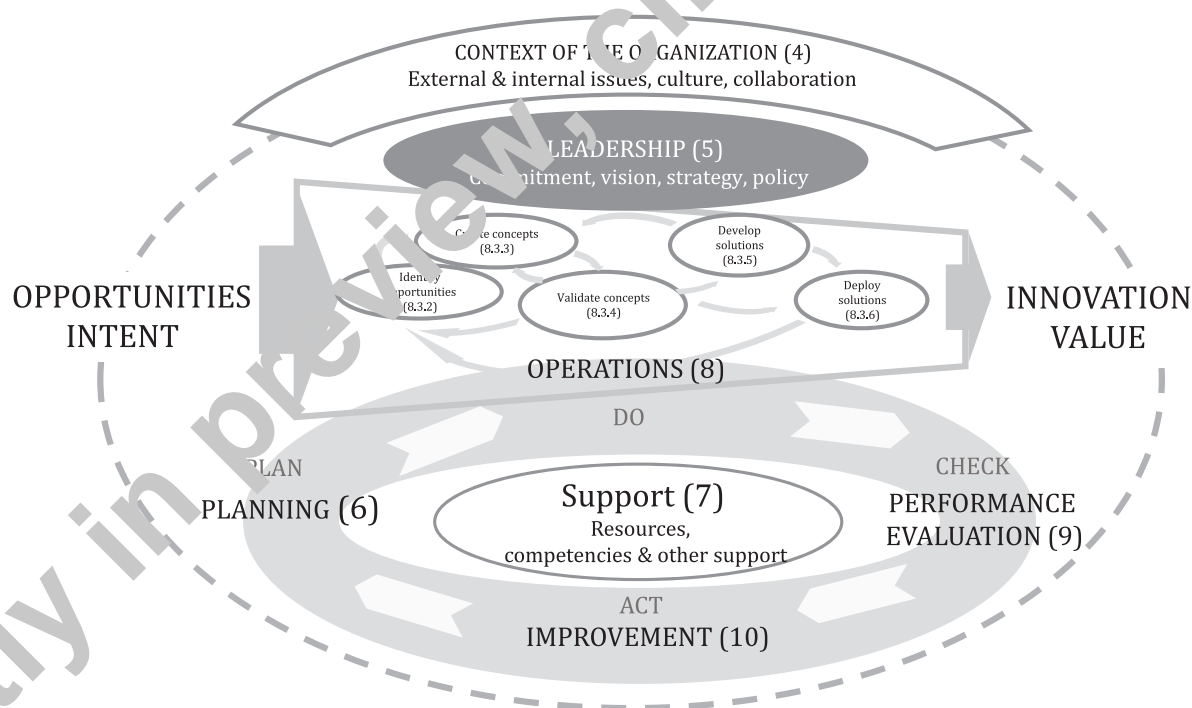 CONTEXT OF THE ORGANIZATION (4)
External & internal issues, culture, collaboration
LEADERSHIP (5)
Commitment, vision, strategy, policy
Create concepts
(8.3.3)
Develop
solutions
(8.3.5)
Identify
opportunities
(8.3.2)
Validate concepts
(8.3.4)
Deploy
solutions
(8.3.6)
OPPORTUNITIES
INTENT
INNOVATION
VALUE
OPERATIONS (8)
DO
PLAN
PLANNING (6)
CHECK
PERFORMANCE
EVALUATION (9)
Support (7)
Resources,
competencies & other support
ACT
IMPROVEMENT (10)
in preview,